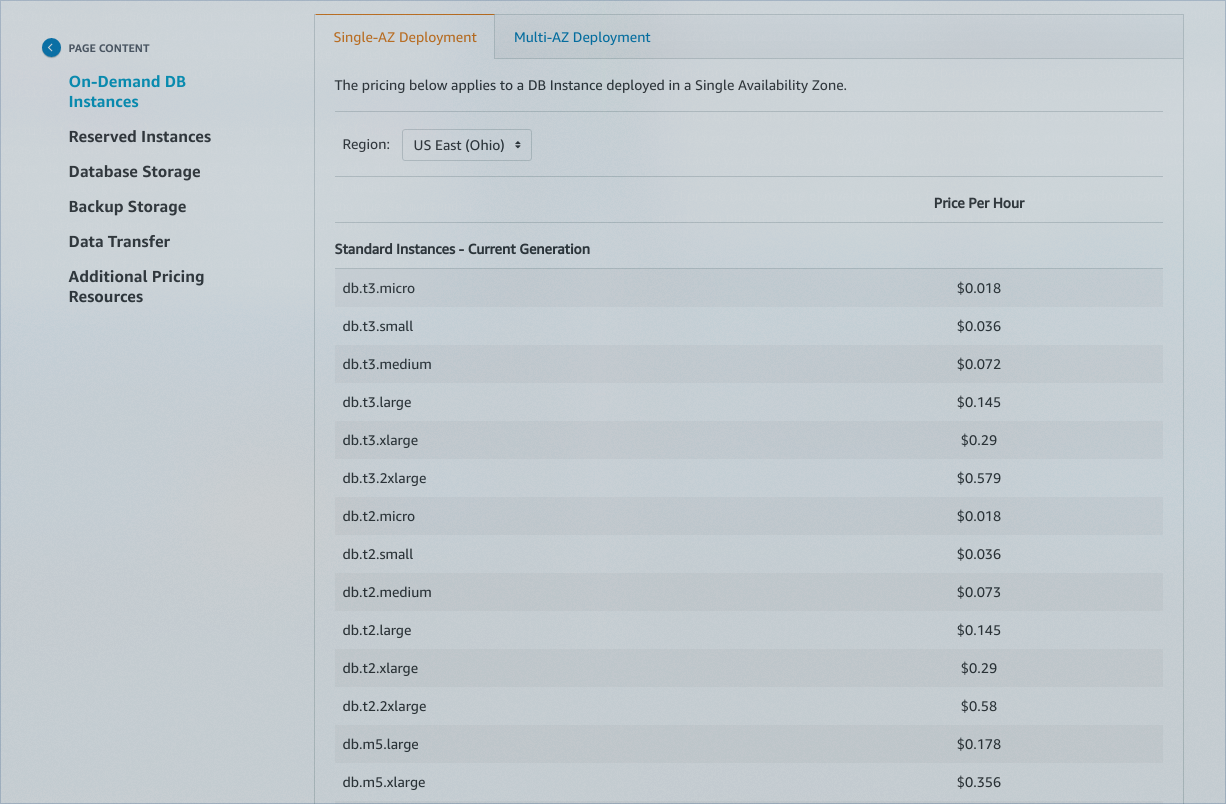 PAGE CONTENT
On-Demand DB
Instances
Reserved Instances
Database Storage
Backup Storage
Data Transfer
Additional Pricing
Resources
Single-AZ Deployment Multi-AZ Deployment
The pricing below applies to a DB Instance deployed in a Single Availability Zone.
Region: US East (Ohio)
Price Per Hour
Standard Instances - Current Generation
db.t3.micro $0.018
db.t3.small $0.036
db.t3.medium $0.072
db.t3.large $0.145
db.t3.xlarge $0.29
db.t3.2xlarge $0.579
db.t2.micro $0.018
db.t2.small $0.036
db.t2.medium $0.073
db.t2.large $0.145
db.t2.xlarge $0.29
db.t2.2xlarge $0.58
db.m5.large $0.178
db.m5.xlarge $0.356